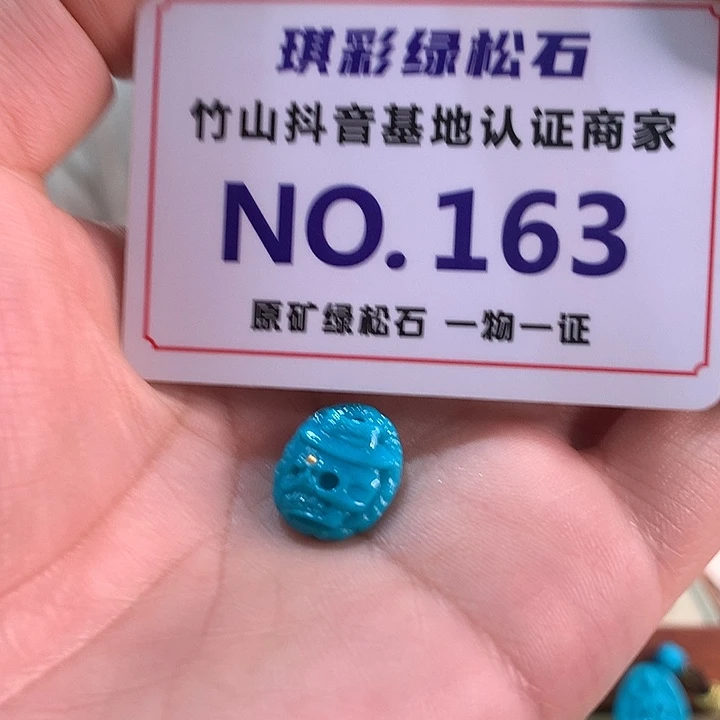 琪彩绿松石
竹山抖音基地认证商家
NO.163
原矿绿松石 一物一证